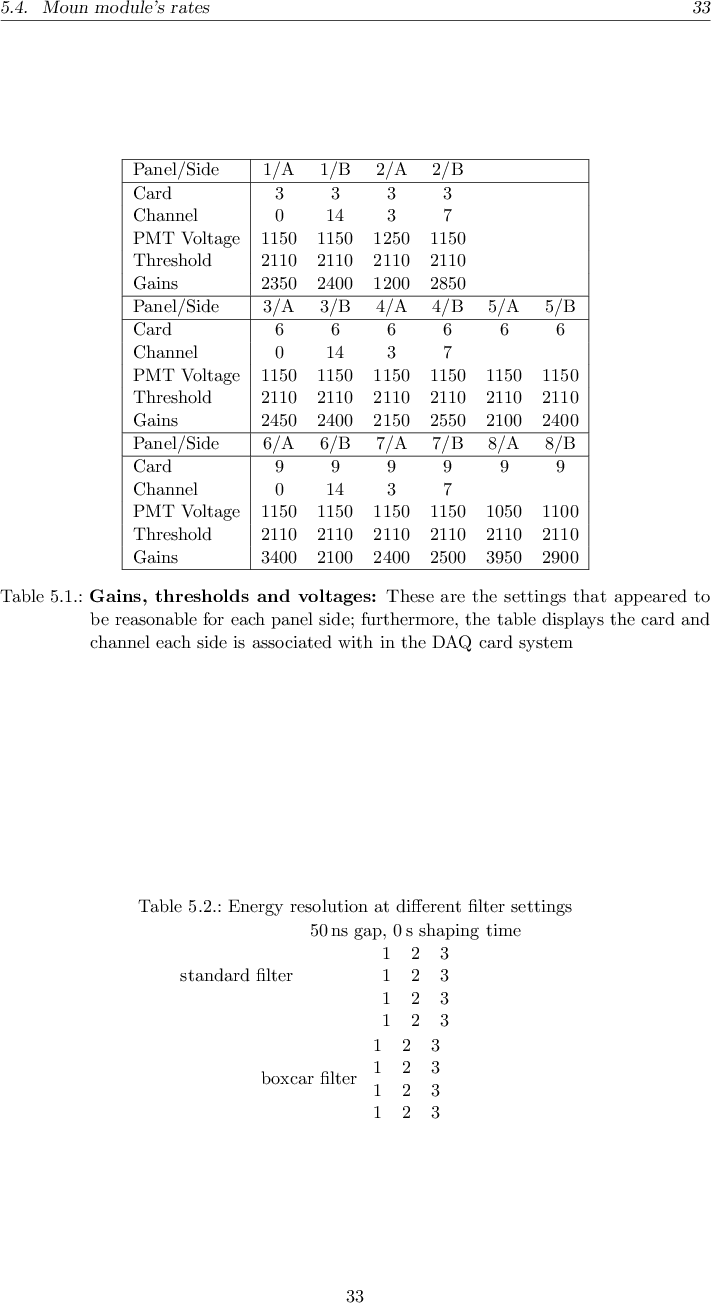 5.4. Moun module's rates 33
Panel/Side 1/A 1/B 2/A 2/B
Card 3 3 3 3
Channel 0 14 3 7
PMT Voltage 1150 1150 1250 1150
Threshold 2110 2110 2110 2110
Gains 2350 2400 1200 2850
Panel/Side 3/A 3/B 4/A 4/B 5/A 5/B
Card 6 6 6 6 6 6
Channel 0 14 3 7
PMT Voltage 1150 1150 1150 1150 1150 1150
Threshold 2110 2110 2110 2110 2110 2110
Gains 2450 2400 2150 2550 2100 2400
Panel/Side 6/A 6/B 7/A 7/B 8/A 8/B
Card 9 9 9 9 9 9
Channel 0 14 3 7
PMT Voltage 1150 1150 1150 1150 1050 1100
Threshold 2110 2110 2110 2110 2110 2110
Gains 3400 2100 2400 2500 3950 2900
Table 5.1.: Gains, thresholds and voltages: These are the settings that appeared to
be reasonable for each panel side; furthermore, the table displays the card and
channel each side is associated with in the DAQ card system
Table 5.2.: Energy resolution at different filter settings
50 ns gap, 0 s shaping time
1 2 3
standard filter 1 2 3
1 2 3
1 2 3
1 2 3
boxcar filter 1 2 3
1 2 3
1 2 3
33